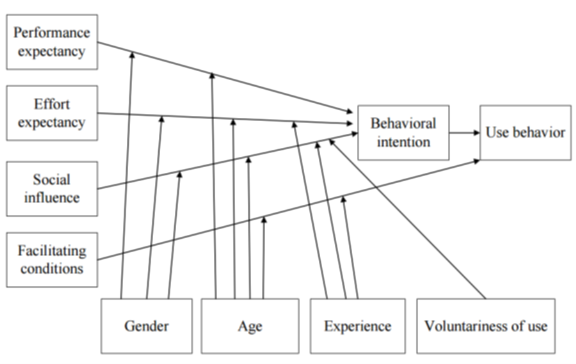 Performance
expectancy
Effort
expectancy
Social
influence
Facilitating
conditions
Behavioral
intention
Use behavior
Gender
Age
Experience
Voluntariness of use